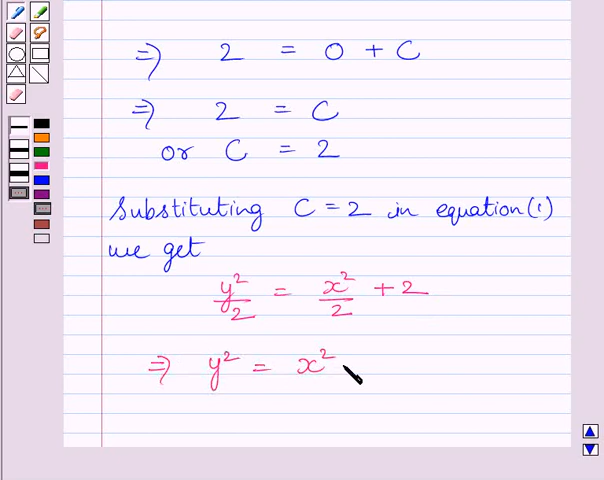 ⇒ 2 = 0 + C
⇒ 2 = C
or C = 2
Substituting C = 2 in equation (1)
we get
y²/2 = x²/2 + 2
⇒ y² = x²